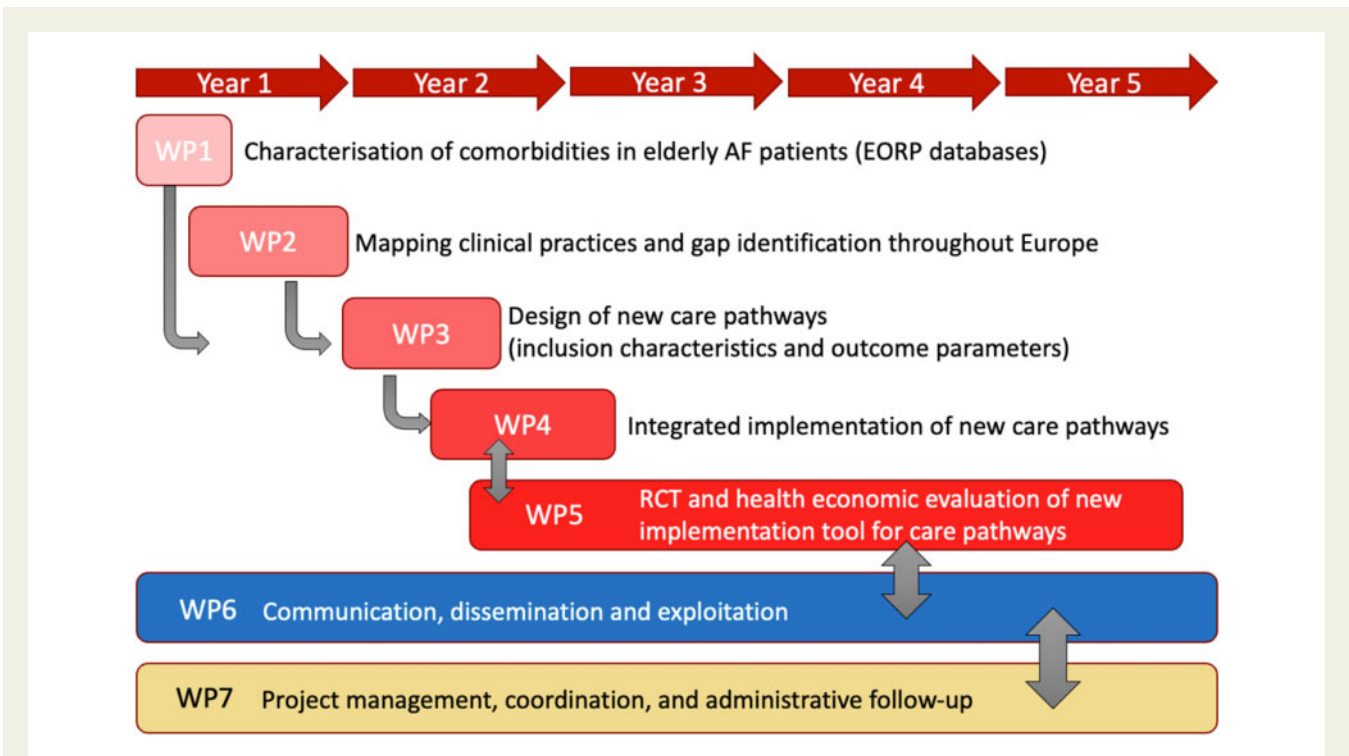 Year 1 Year 2 Year 3 Year 4 Year 5
WP1 Characterisation of comorbidities in elderly AF patients (EORP databases)
WP2 Mapping clinical practices and gap identification throughout Europe
WP3 Design of new care pathways
(inclusion characteristics and outcome parameters)
WP4 Integrated implementation of new care pathways
WP5 RCT and health economic evaluation of new
implementation tool for care pathways
WP6 Communication, dissemination and exploitation
WP7 Project management, coordination, and administrative follow-up